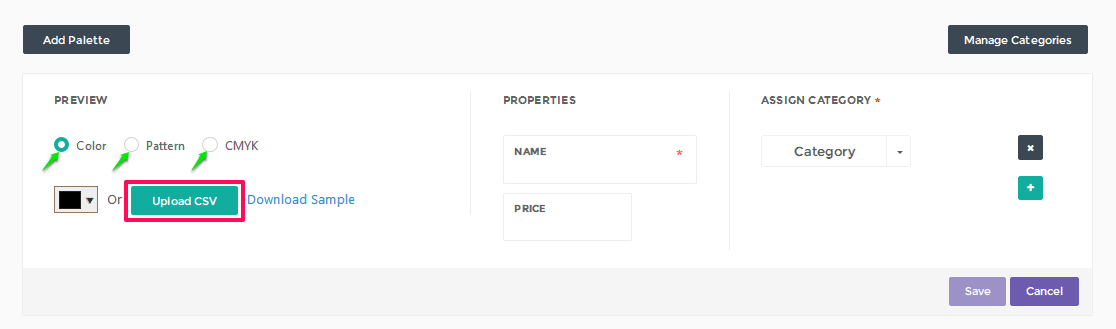 Add Palette
Manage Categories
PREVIEW
PROPERTIES
ASSIGN CATEGORY *
Color
Pattern
CMYK
NAME *
Category
Or
Upload CSV
Download Sample
PRICE
Save
Cancel